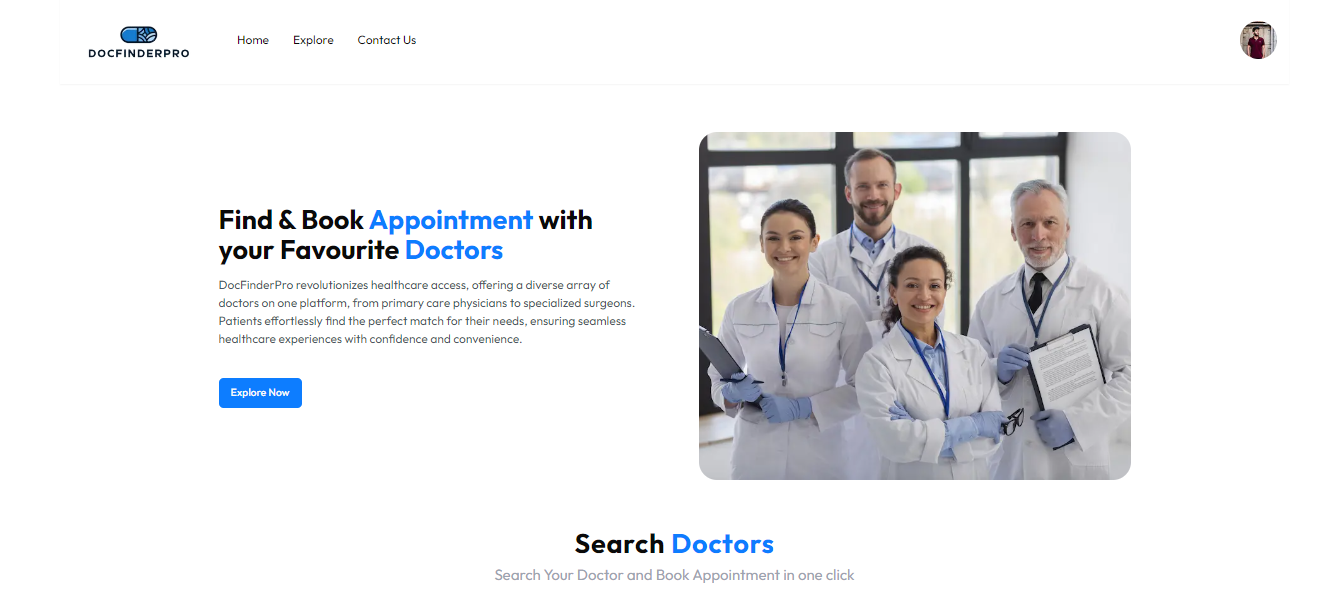 DOCFINDERPRO
Home
Explore
Contact Us
Find & Book Appointment with
your Favourite Doctors
DocFinderPro revolutionizes healthcare access, offering a diverse array of
doctors on one platform, from primary care physicians to specialized surgeons.
Patients effortlessly find the perfect match for their needs, ensuring seamless
healthcare experiences with confidence and convenience.
Explore Now
Search Doctors
Search Your Doctor and Book Appointment in one click